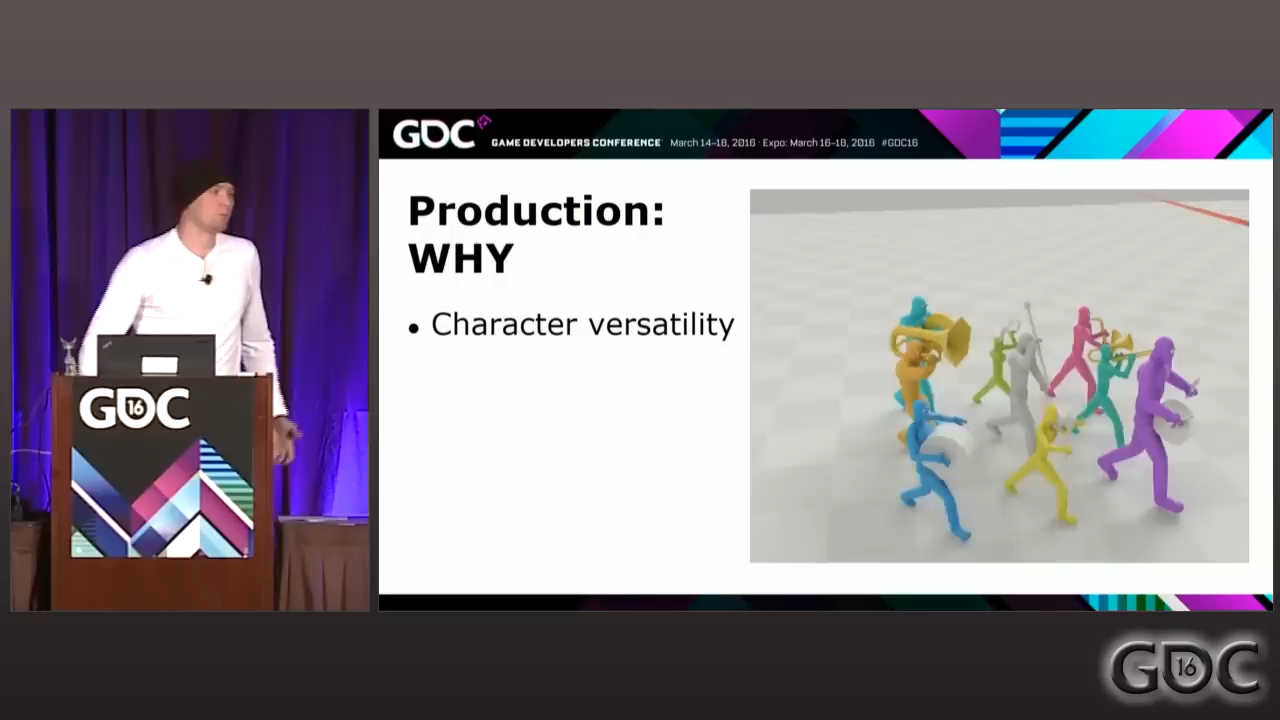 GDC
GAME DEVELOPERS CONFERENCE March 14-18, 2016 · Expo: March 16-18, 2016 #GDC16
Production:
WHY
• Character versatility
GDC
16
GDC
16